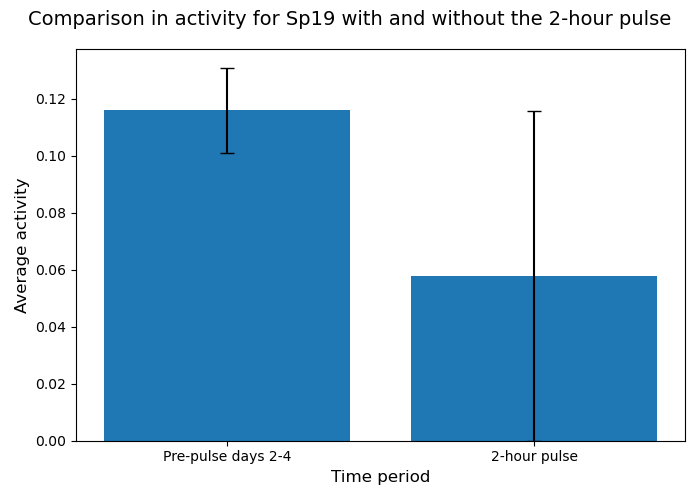 Comparison in activity for Sp19 with and without the 2-hour pulse
Average activity
0.12
0.10
0.08
0.06
0.04
0.02
0.00
Pre-pulse days 2-4
2-hour pulse
Time period